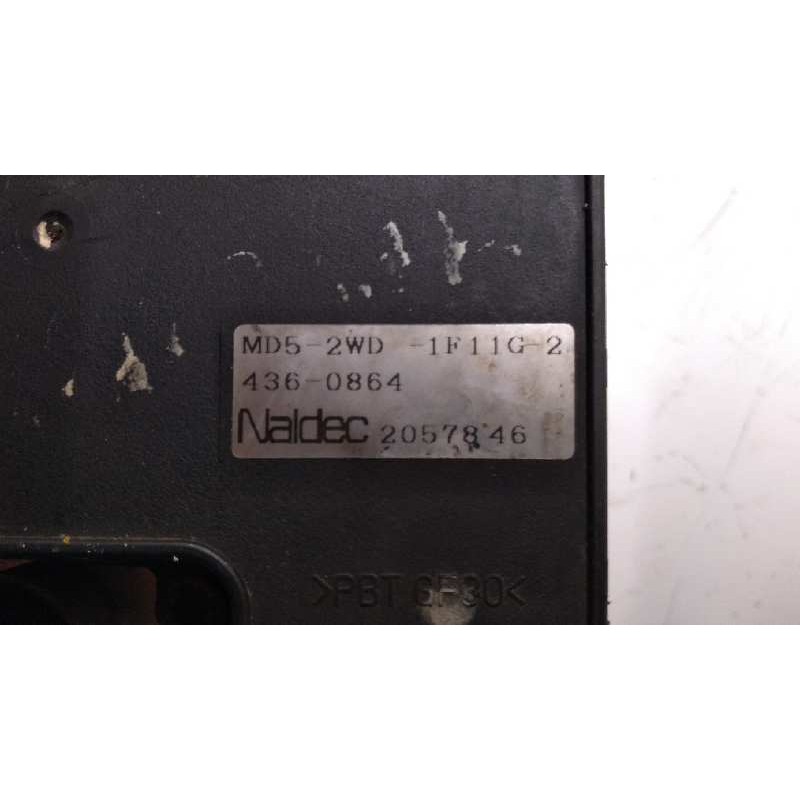 MD5-2WD -1F11G-2
436-0864
Naldec 2057846
>PBT GF30<